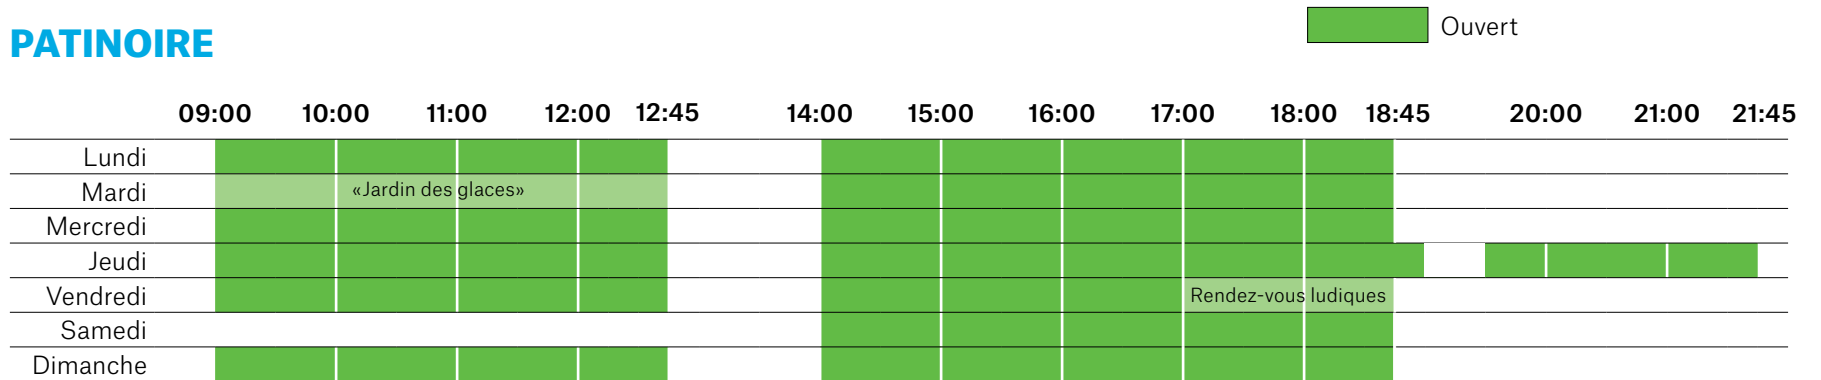 Ouvert
PATINOIRE
09:00 10:00 11:00 12:00 12:45 14:00 15:00 16:00 17:00 18:00 18:45 20:00 21:00 21:45
Lundi
Mardi «Jardin des glaces»
Mercredi
Jeudi
Vendredi Rendez-vous ludiques
Samedi
Dimanche